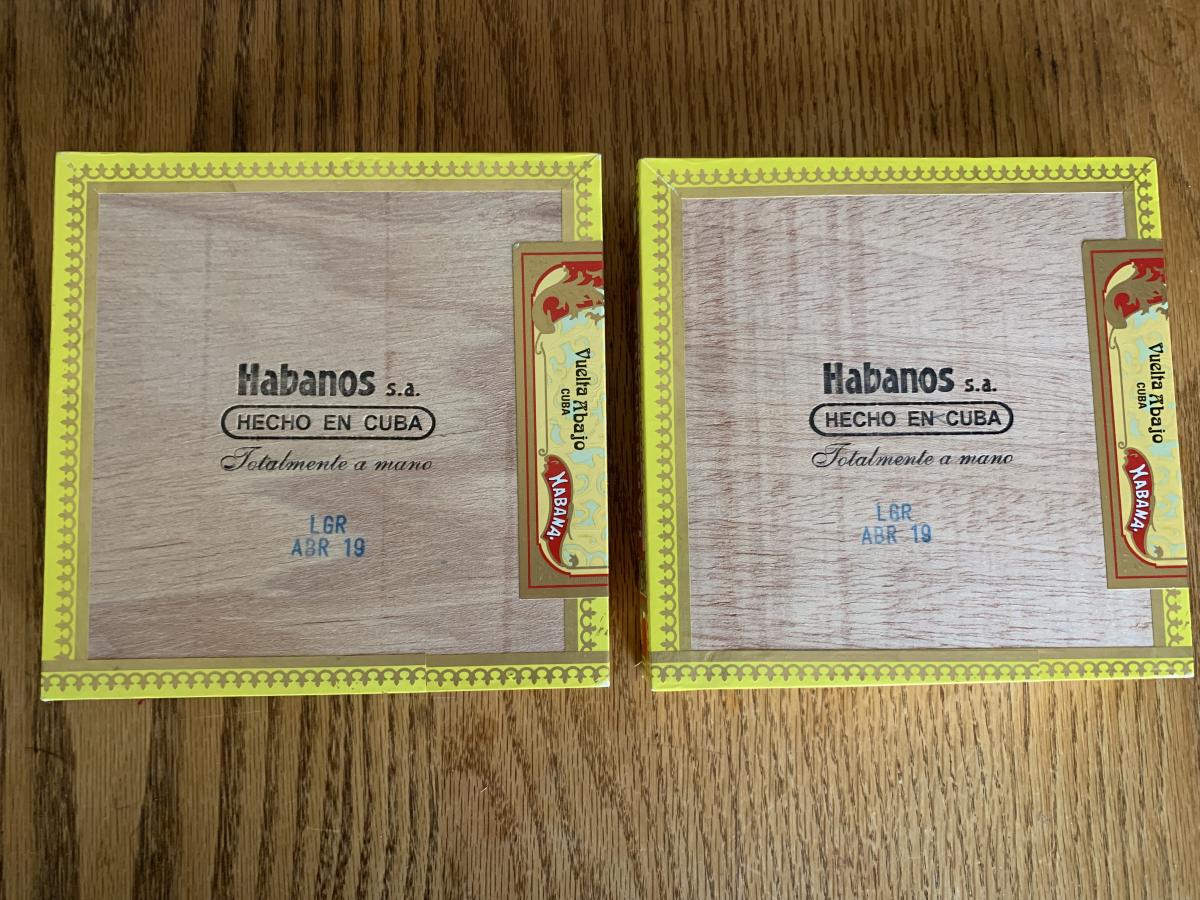 Habanos s.a.
HECHO EN CUBA
Totalmente a mano
LGR
ABR 19
Vuelta Abajo
CUBA
HABANA.
Habanos s.a.
HECHO EN CUBA
Totalmente a mano
LGR
ABR 19
Vuelta Abajo
CUBA
HABANA.